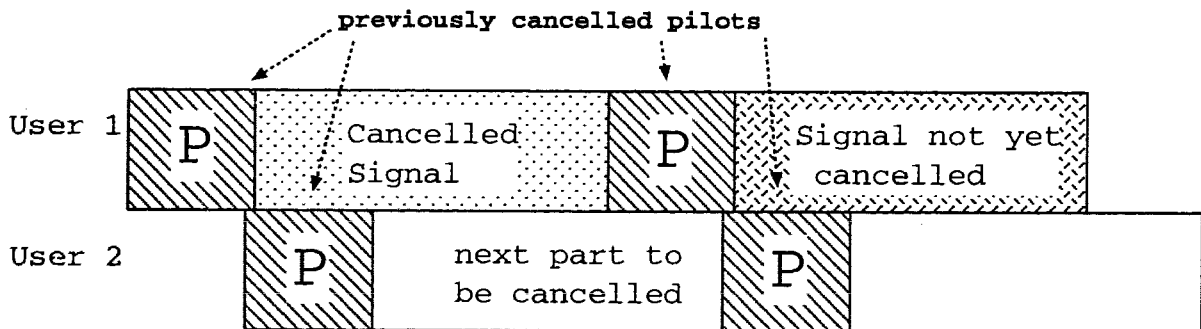 previously cancelled pilots
User 1
P
Cancelled
Signal
P
Signal not yet
cancelled
User 2
P
next part to
be cancelled
P